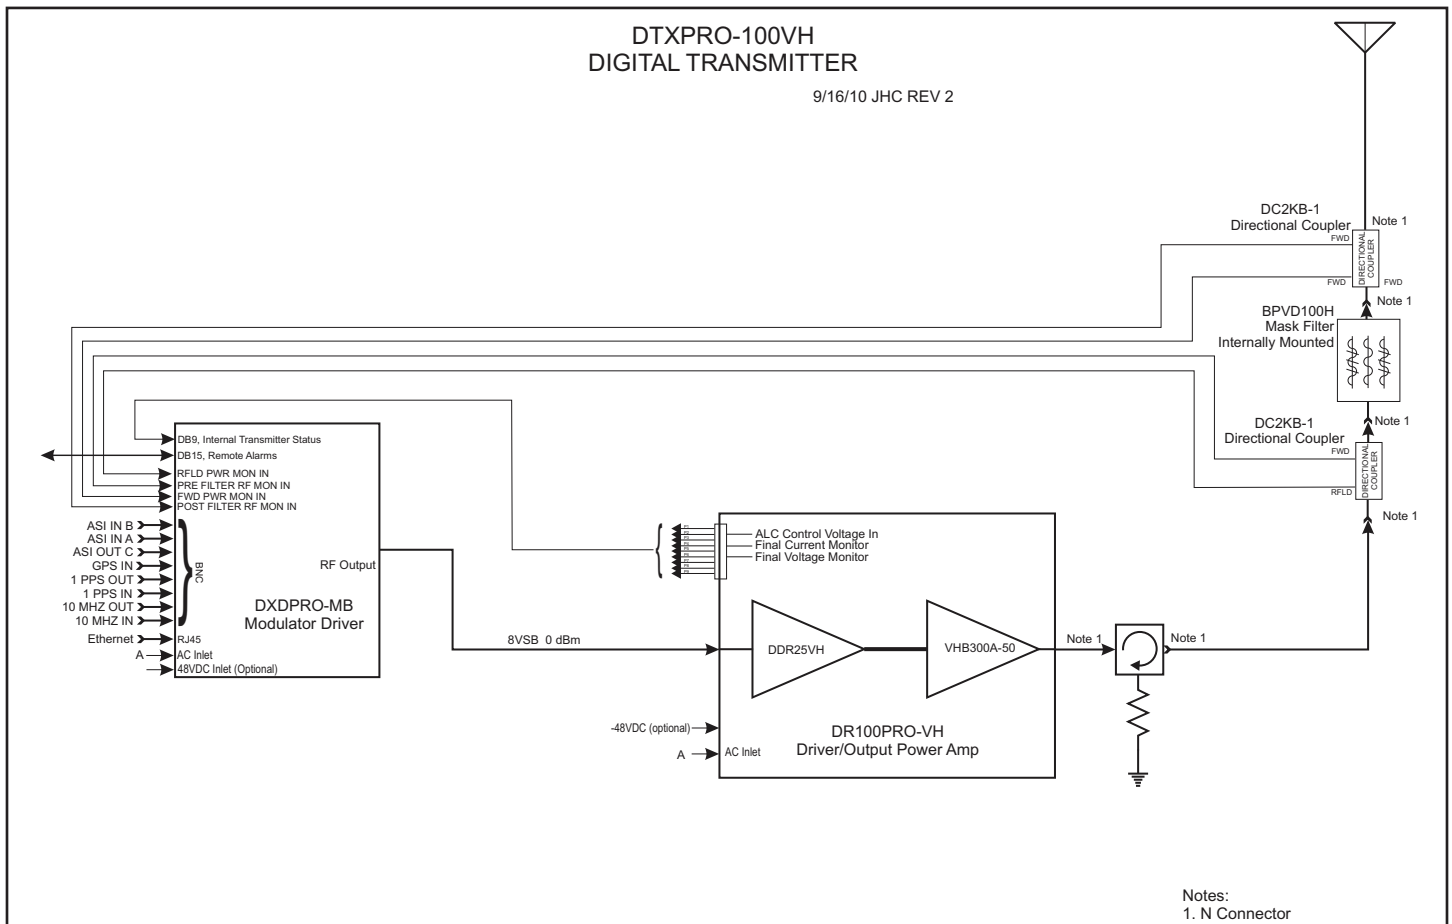 DTXPRO-100VH
DIGITAL TRANSMITTER
9/16/10 JHC REV 2
DC2KB-1
Directional Coupler
Note 1
FWD
DIRECTIONAL
COUPLER
FWD
FWD
Note 1
BPVD100H
Mask Filter
Internally Mounted
Note 1
DC2KB-1
Directional Coupler
FWD
DIRECTIONAL
COUPLER
RFLD
Note 1
DB9, Internal Transmitter Status
DB15, Remote Alarms
RFLD PWR MON IN
PRE FILTER RF MON IN
FWD PWR MON IN
POST FILTER RF MON IN
ASI IN B
ASI IN A
ASI OUT C
GPS IN
1 PPS OUT
1 PPS IN
10 MHZ OUT
10 MHZ IN
BNC
RF Output
DXDPRO-MB
Modulator Driver
Ethernet
RJ45
A
AC Inlet
48VDC Inlet (Optional)
8VSB 0 dBm
ALC Control Voltage In
Final Current Monitor
Final Voltage Monitor
DDR25VH
VHB300A-50
Note 1
Note 1
-48VDC (optional)
DR100PRO-VH
Driver/Output Power Amp
A
AC Inlet
Notes:
1. N Connector